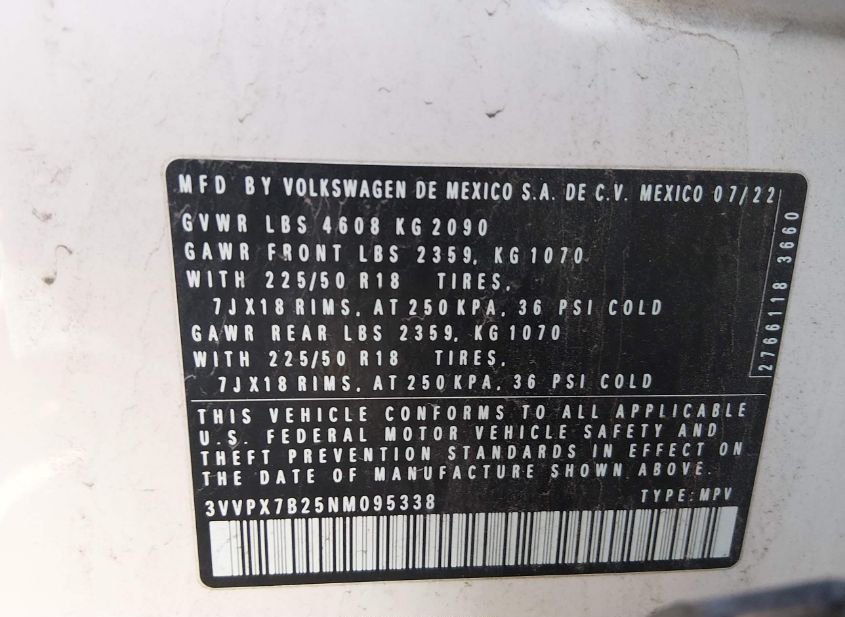 MFD BY VOLKSWAGEN DE MEXICO S.A. DE C.V. MEXICO 07/22
GVWR LBS 4608 KG 2090
GAWR FRONT LBS 2359, KG 1070
WITH 225/50 R18 TIRES,
7JX18 RIMS, AT 250 KPA, 36 PSI COLD
GAWR REAR LBS 2359, KG 1070
WITH 225/50 R18 TIRES,
7JX18 RIMS, AT 250 KPA, 36 PSI COLD
27661118 3660
THIS VEHICLE CONFORMS TO ALL APPLICABLE
U.S. FEDERAL MOTOR VEHICLE SAFETY AND
THEFT PREVENTION STANDARDS IN EFFECT ON
THE DATE OF MANUFACTURE SHOWN ABOVE.
3VVPX7B25NM095338 TYPE: MPV